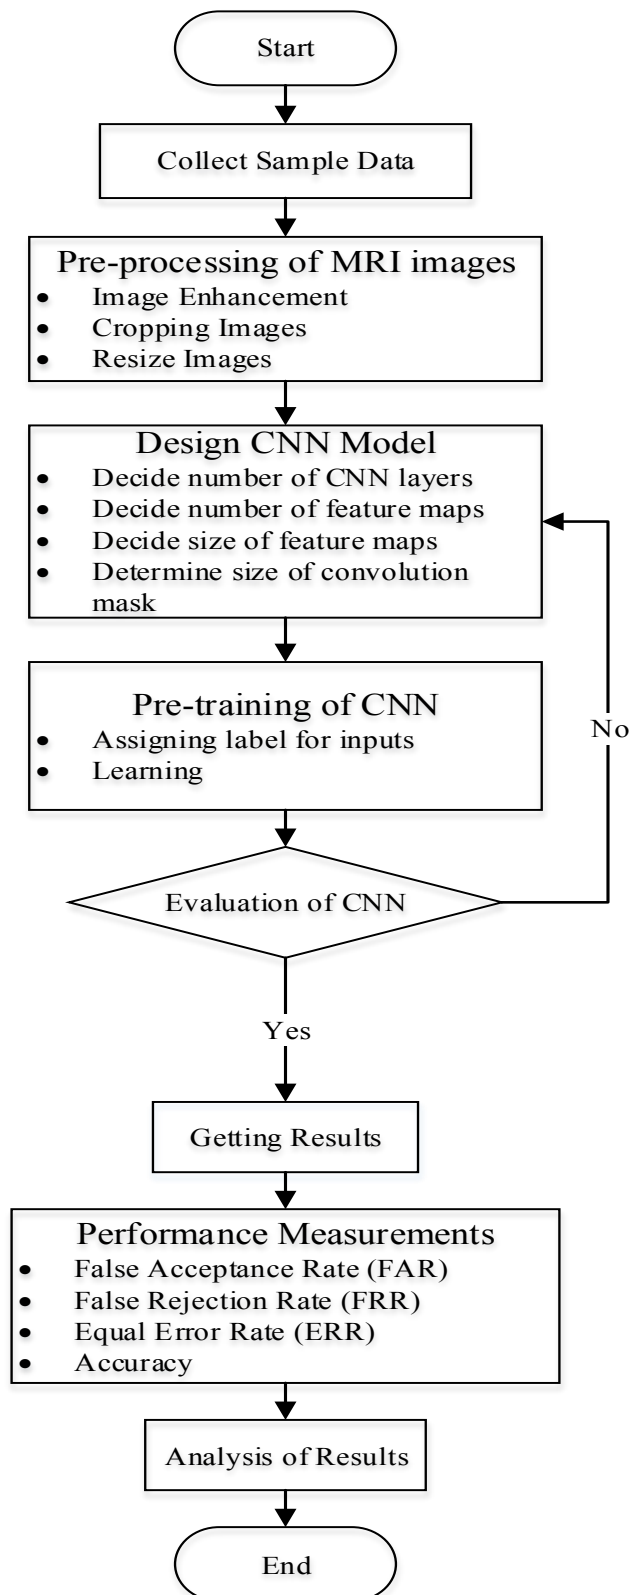 Start
Collect Sample Data
Pre-processing of MRI images
• Image Enhancement
• Cropping Images
• Resize Images
Design CNN Model
• Decide number of CNN layers
• Decide number of feature maps
• Decide size of feature maps
• Determine size of convolution
mask
Pre-training of CNN
• Assigning label for inputs
• Learning
No
Evaluation of CNN
Yes
Getting Results
Performance Measurements
• False Acceptance Rate (FAR)
• False Rejection Rate (FRR)
• Equal Error Rate (ERR)
• Accuracy
Analysis of Results
End